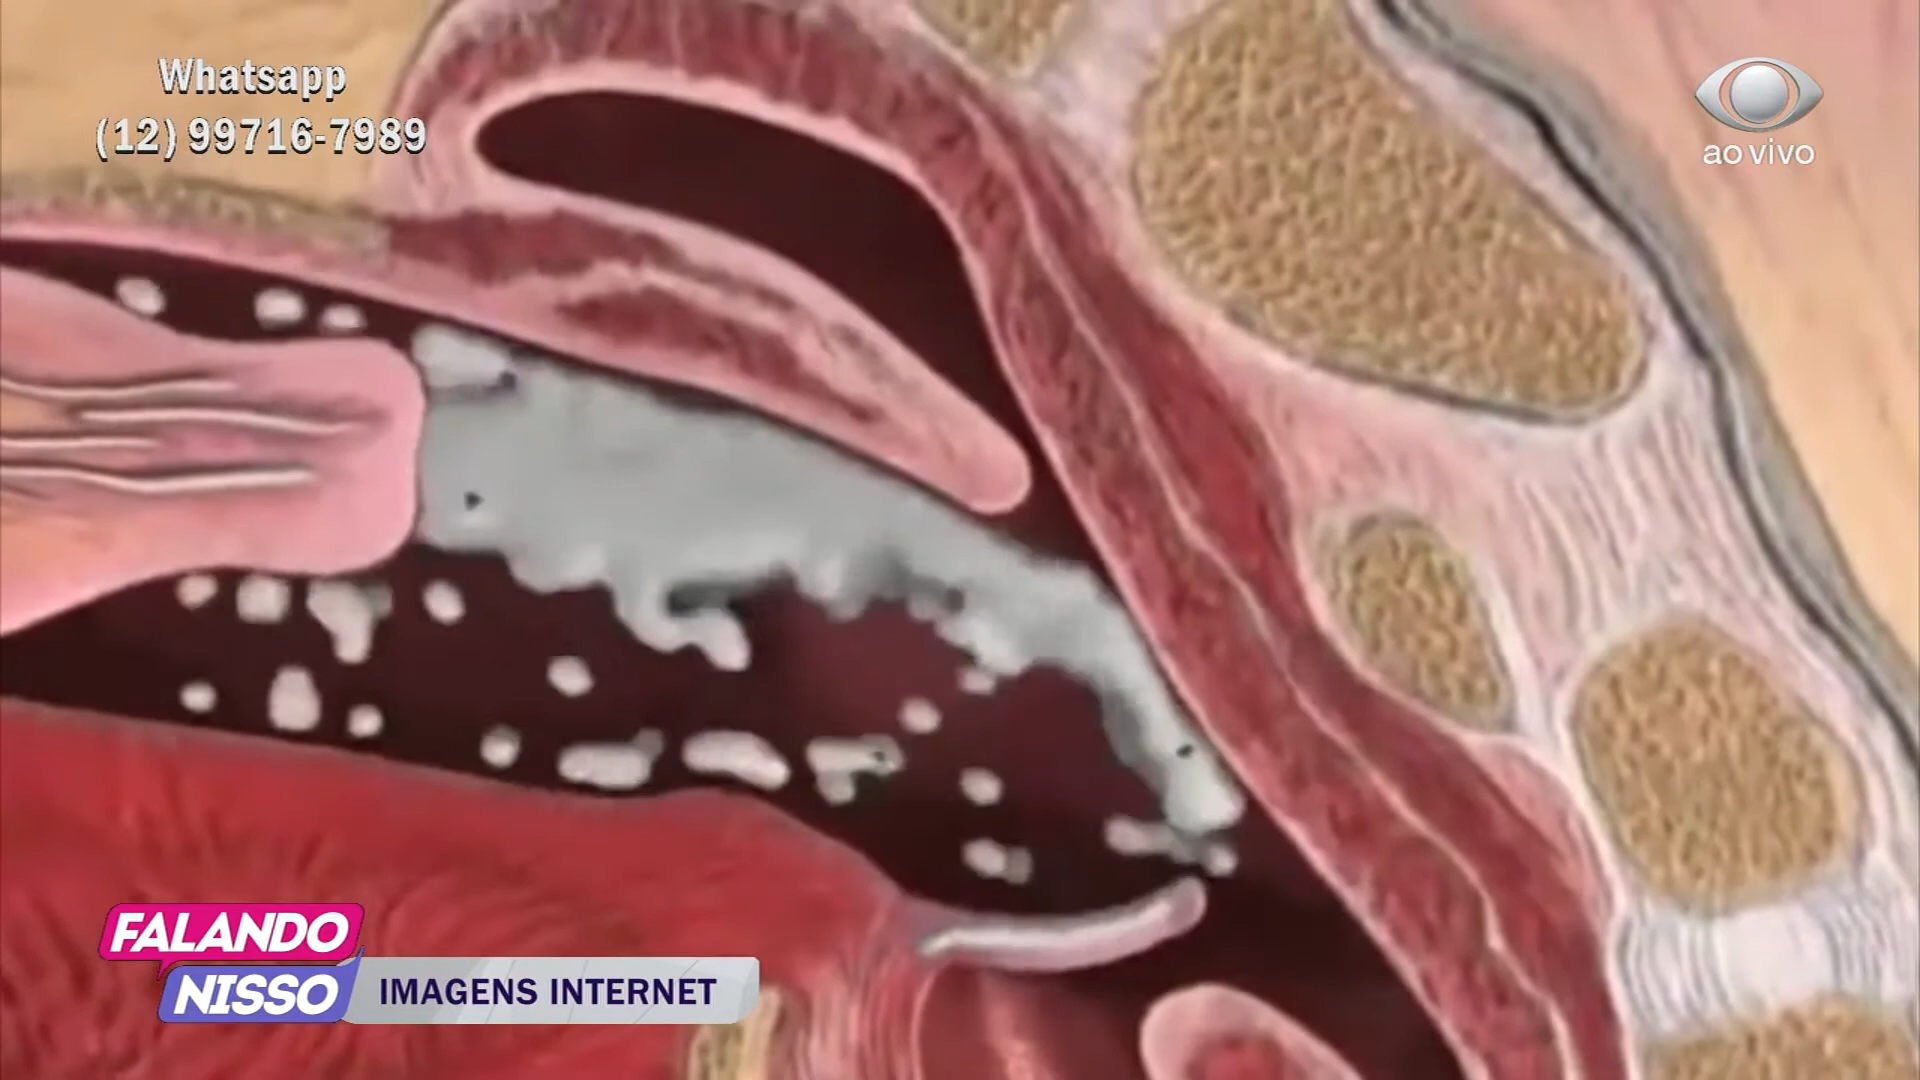 Whatsapp
(12) 99716-7989
ao vivo
FALANDO
NISSO
IMAGENS INTERNET